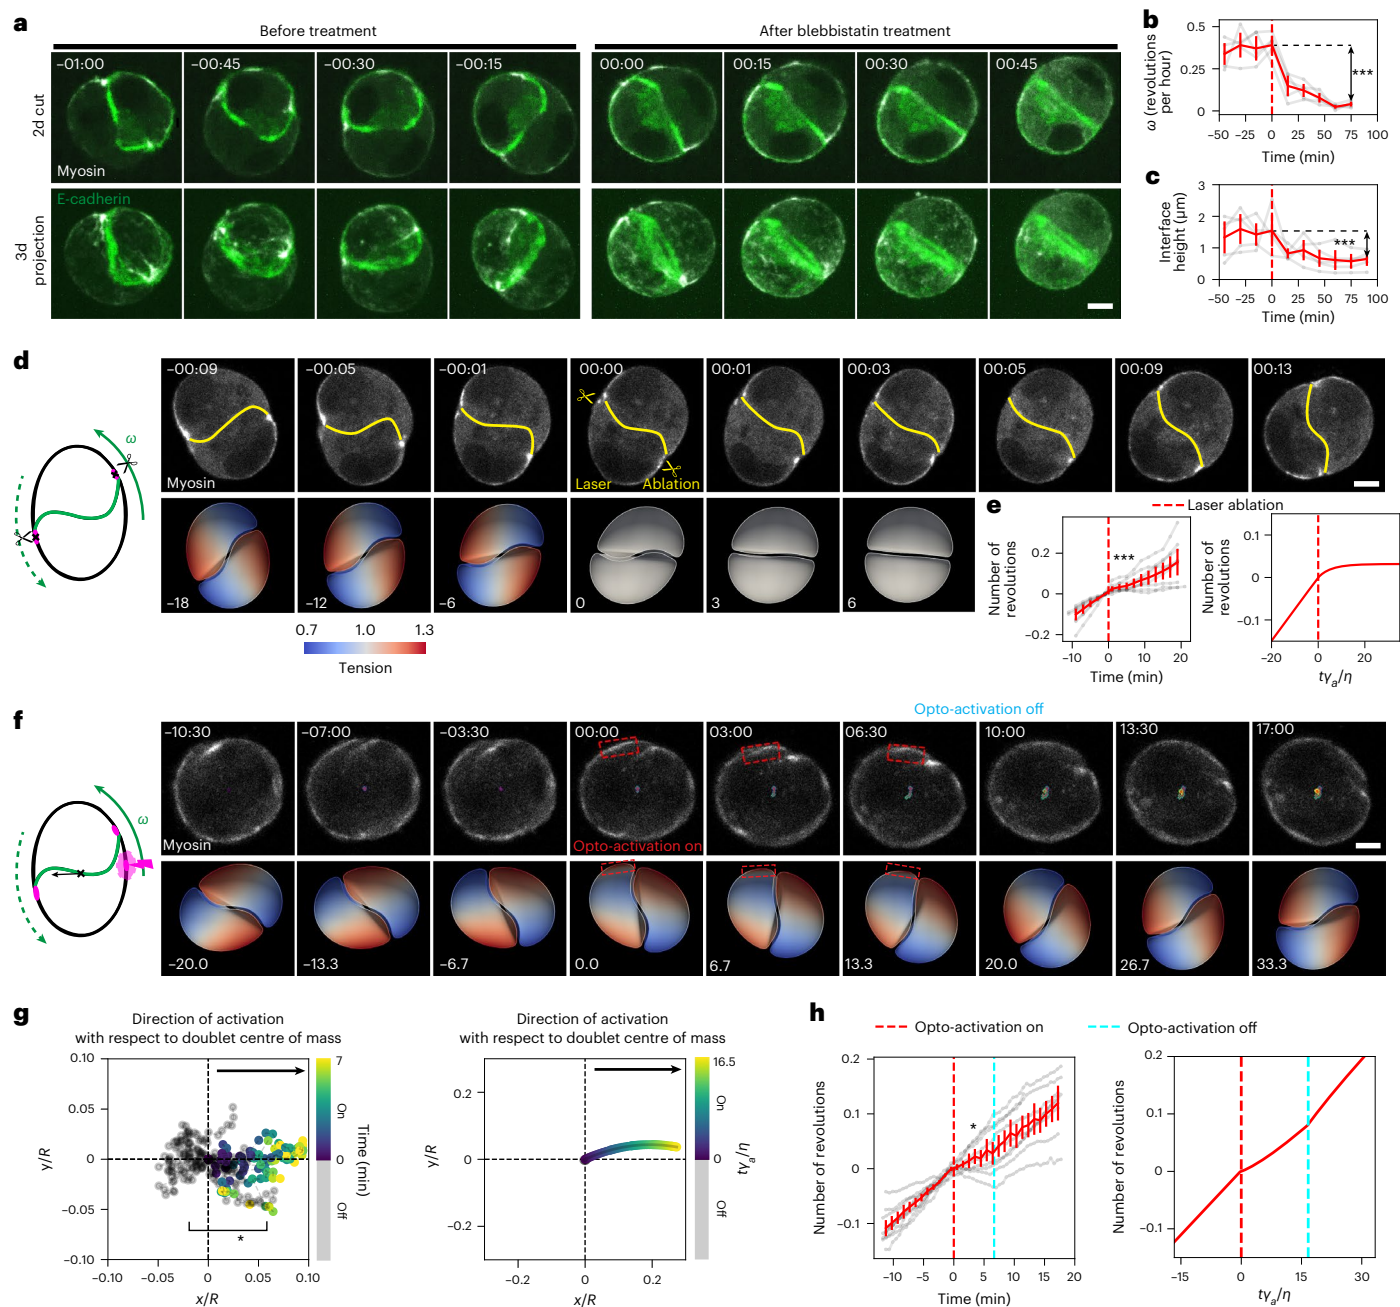 a
Before treatment
After blebbistatin treatment
2d cut
–01:00
–00:45
–00:30
–00:15
00:00
00:15
00:30
00:45
Myosin
3d projection
E-cadherin
b
ω (revolutions per hour)
0.5
0.25
0
***
–50 –25 0 25 50 75 100
Time (min)
c
Interface height (μm)
3
2
1
0
***
–50 –25 0 25 50 75 100
Time (min)
d
ω
–00:09
–00:05
–00:01
00:00
00:01
00:03
00:05
00:09
00:13
Myosin
Laser Ablation
–18
–12
–6
0
3
6
0.7 1.0 1.3
Tension
e
Laser ablation
Number of revolutions
0.2
0
–0.2
***
–10 0 10 20
Time (min)
Number of revolutions
0.1
0
–0.1
–20 0 20
tγa/η
f
Opto-activation off
ω
–10:30
–07:00
–03:30
00:00
03:00
06:30
10:00
13:30
17:00
Myosin
Opto-activation on
–20.0
–13.3
–6.7
0.0
6.7
13.3
20.0
26.7
33.3
g
Direction of activation
with respect to doublet centre of mass
y/R
0.10
0.05
0
–0.05
–0.10
*
–0.10 –0.05 0 0.05 0.10
x/R
7
On
0
Off
Time (min)
Direction of activation
with respect to doublet centre of mass
y/R
0.2
0
–0.2
–0.2 0 0.2
x/R
16.5
On
0
Off
tγa/η
h
Opto-activation on
Opto-activation off
Number of revolutions
0.2
0.1
0
–0.1
*
–10 –5 0 5 10 15 20
Time (min)
Number of revolutions
0.2
0.1
0
–0.1
–15 0 15 30
tγa/η